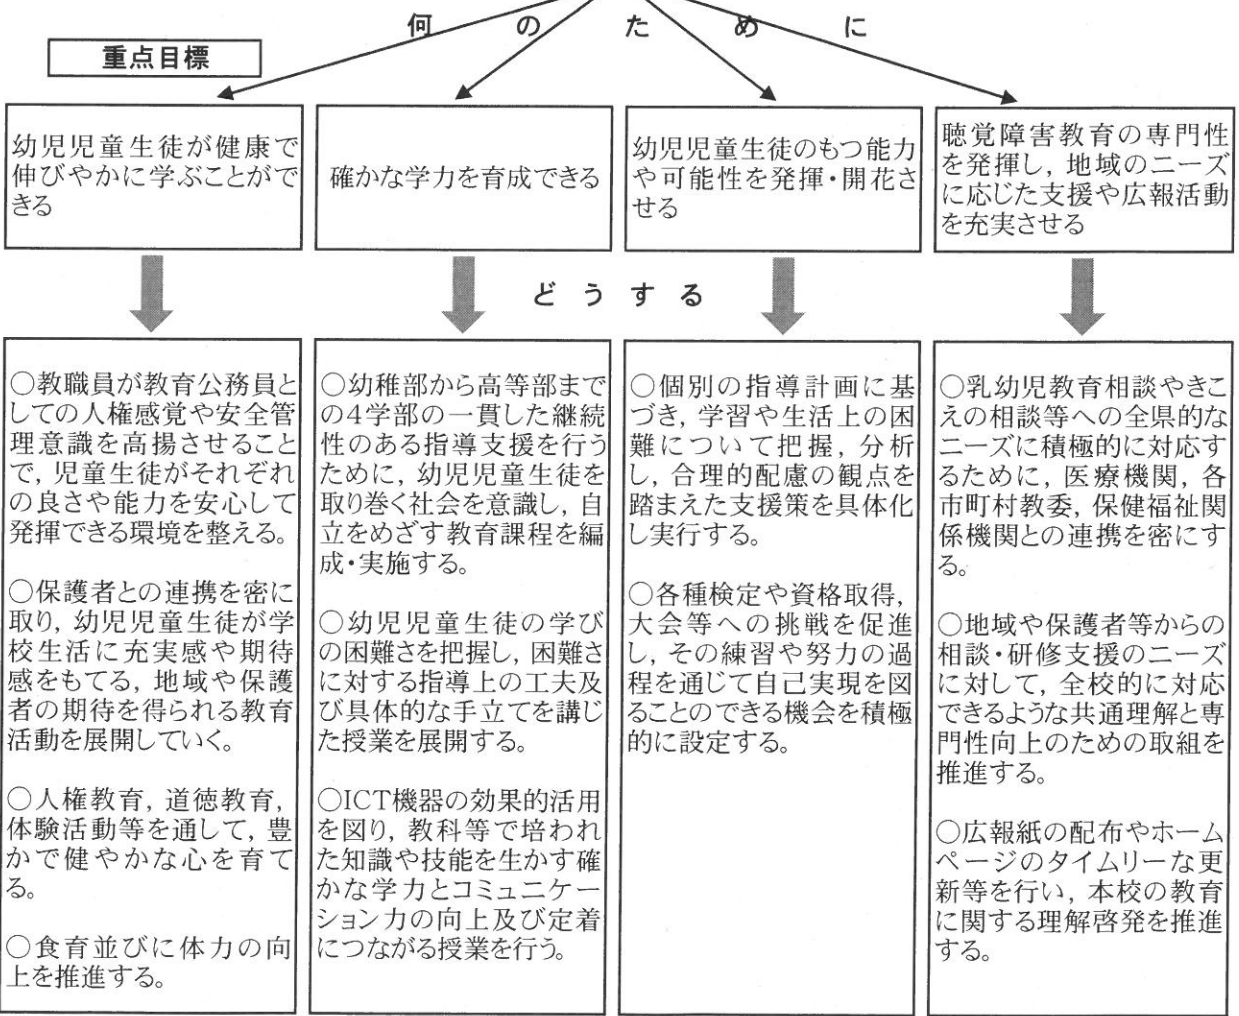 何のために
重点目標
幼児児童生徒が健康で
伸びやかに学ぶことがで
きる
確かな学力を育成できる
幼児児童生徒のもつ能力
や可能性を発揮・開花さ
せる
聴覚障害教育の専門性
を発揮し，地域のニーズ
に応じた支援や広報活動
を充実させる
どうする
○教職員が教育公務員と
しての人権感覚や安全管
理意識を高揚させること
で，児童生徒がそれぞれ
の良さや能力を安心して
発揮できる環境を整える。
○保護者との連携を密に
取り，幼児児童生徒が学
校生活に充実感や期待
感をもてる，地域や保護
者の期待を得られる教育
活動を展開していく。
○人権教育，道徳教育，
体験活動等を通して，豊
かで健やかな心を育て
る。
○食育並びに体力の向
上を推進する。
○幼稚部から高等部まで
の4学部の一貫した継続
性のある指導支援を行う
ために，幼児児童生徒を
取り巻く社会を意識し，自
立をめざす教育課程を編
成・実施する。
○幼児児童生徒の学び
の困難さを把握し，困難さ
に対する指導上の工夫及
び具体的な手立てを講じ
た授業を展開する。
○ICT機器の効果的活用
を図り，教科等で培われ
た知識や技能を生かす確
かな学力とコミュニケー
ション力の向上及び定着
につながる授業を行う。
○個別の指導計画に基
づき，学習や生活上の困
難について把握，分析
し，合理的配慮の観点を
踏まえた支援策を具体化
し実行する。
○各種検定や資格取得，
大会等への挑戦を促進
し，その練習や努力の過
程を通じて自己実現を図
ることのできる機会を積極
的に設定する。
○乳幼児教育相談やきこ
えの相談等への全県的な
ニーズに積極的に対応す
るために，医療機関，各
市町村教委，保健福祉関
係機関との連携を密にす
る。
○地域や保護者等からの
相談・研修支援のニーズ
に対して，全校的に対応
できるような共通理解と専
門性向上のための取組を
推進する。
○広報紙の配布やホーム
ページのタイムリーな更
新等を行い，本校の教育
に関する理解啓発を推進
する。